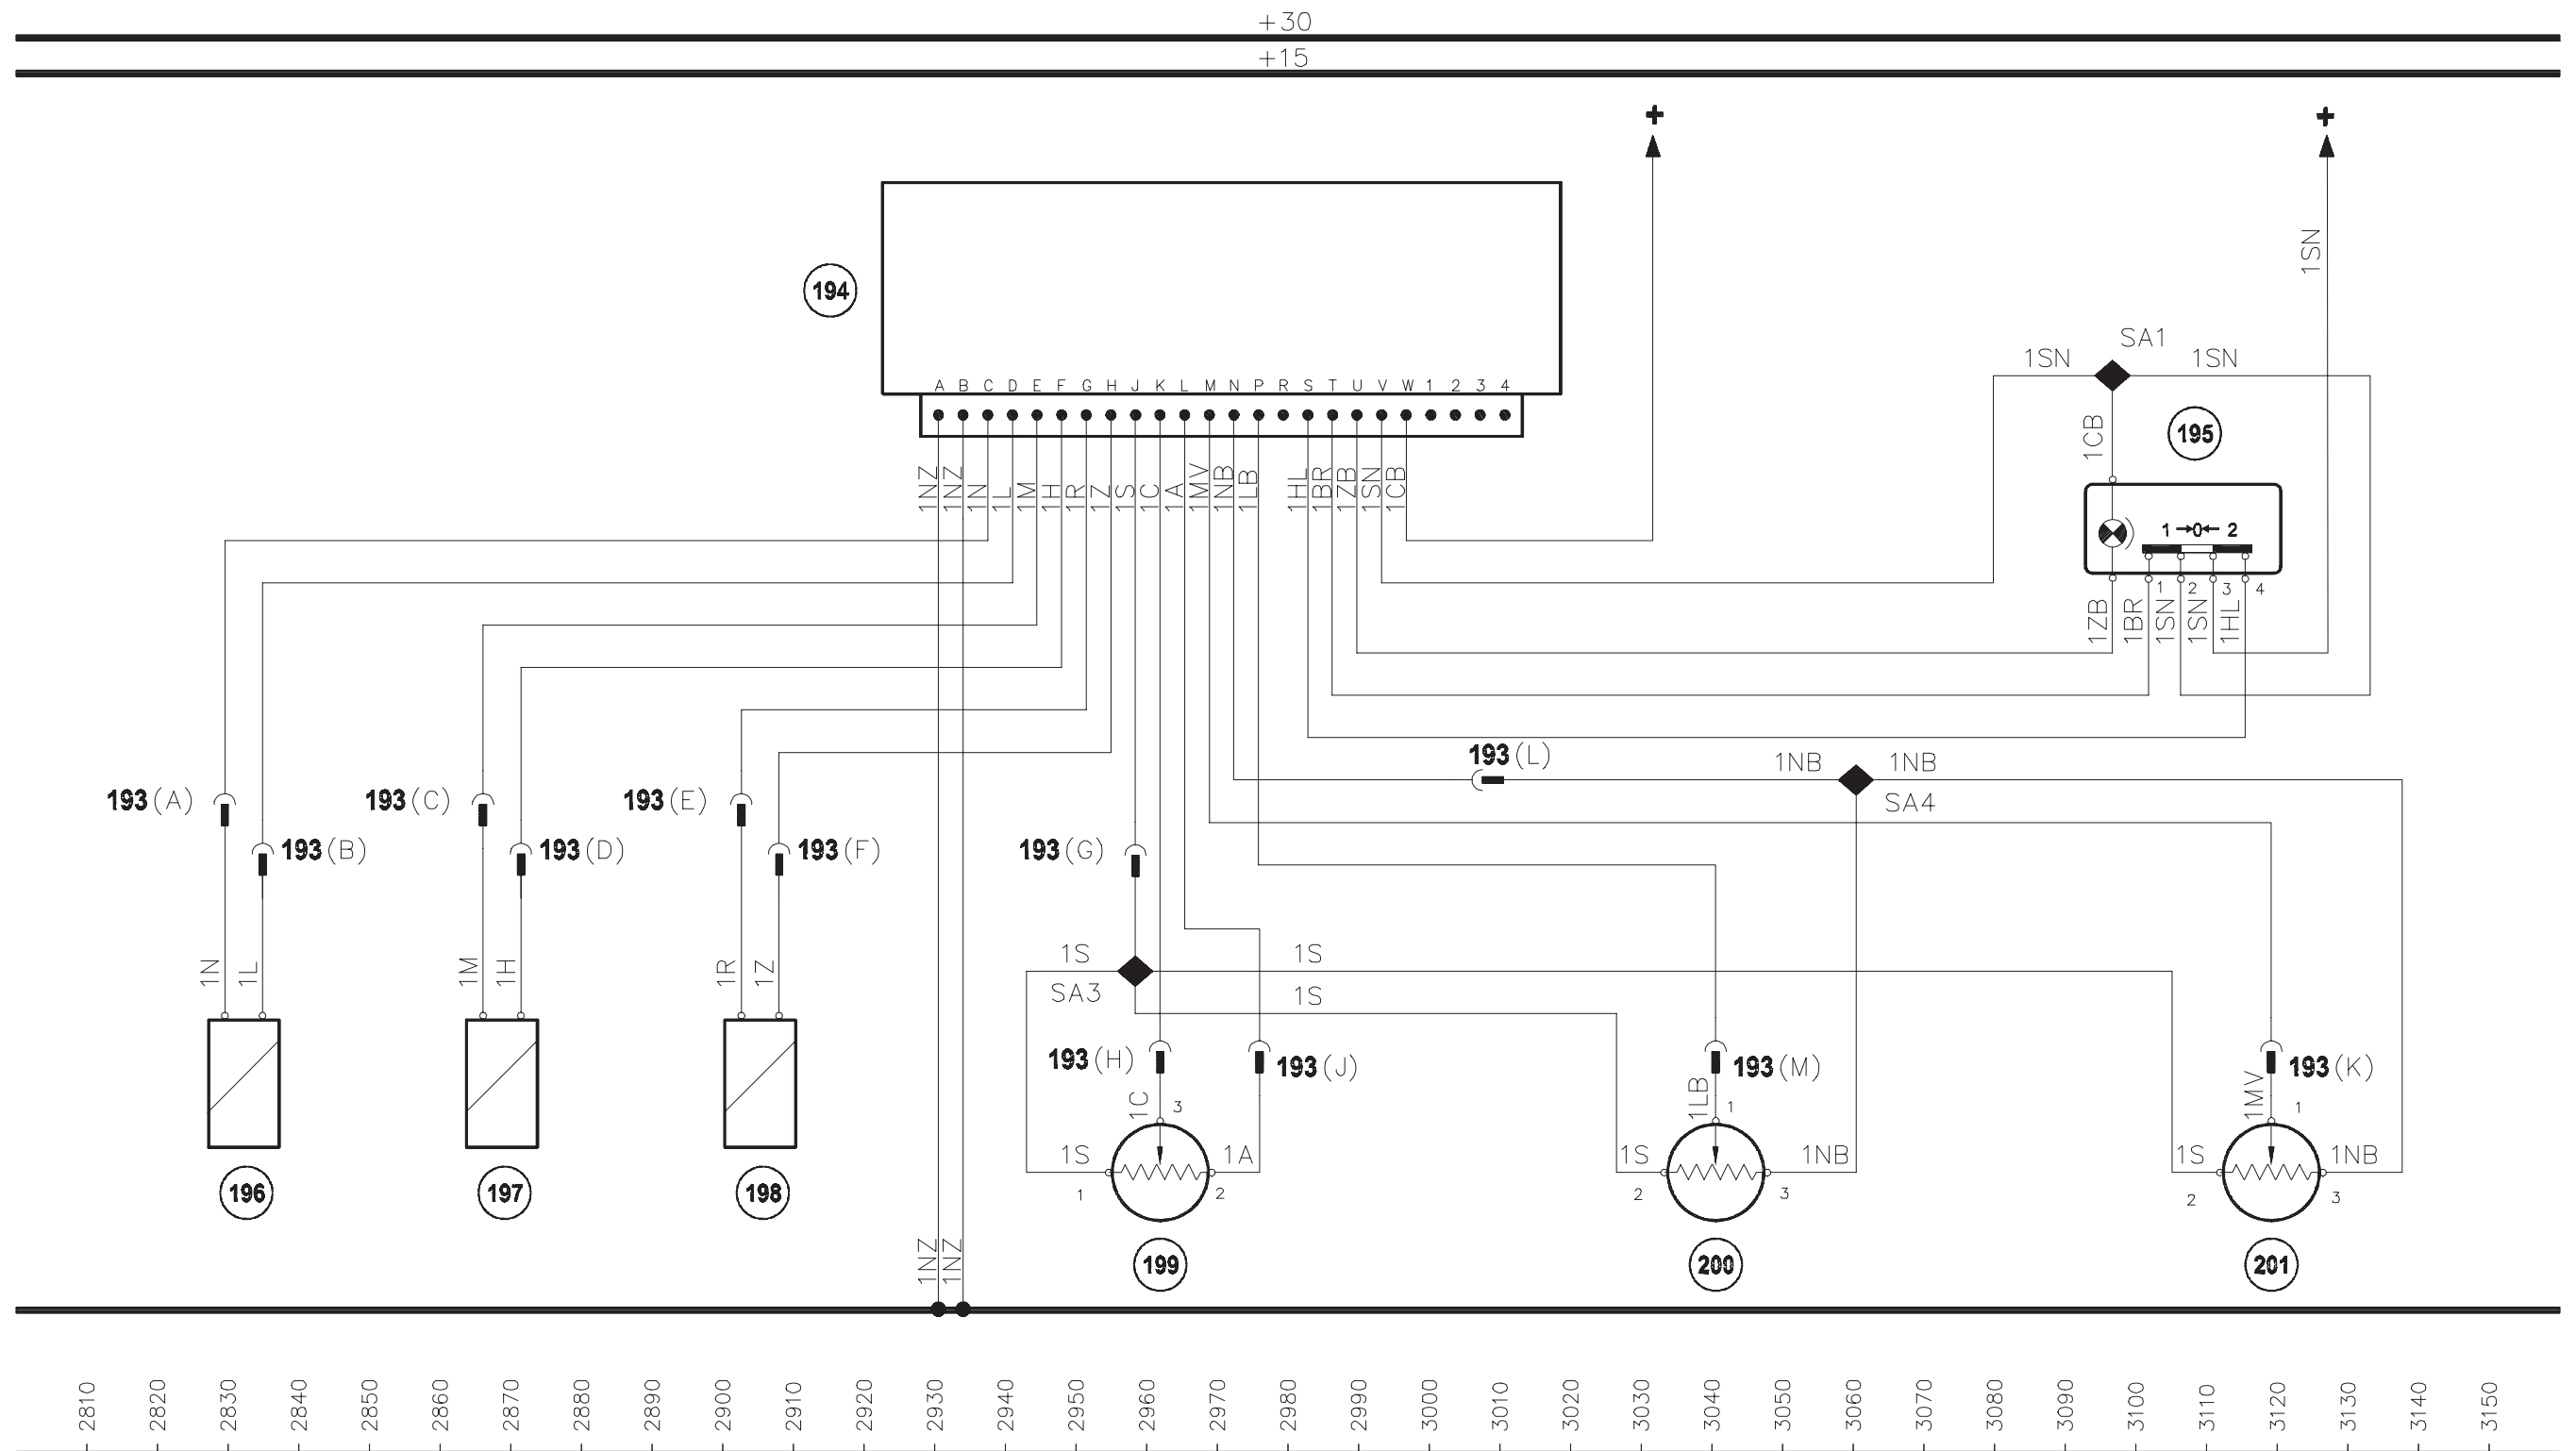 +30
+15
+ +
194
1SN
SA1
1SN 1SN
A B C D E F G H J K L M N P R S T U V W 1 2 3 4
1CB
195
1NZ 1NZ 1N 1L 1M 1H 1R 1Z 1S 1C 1A 1MV 1NB 1LB 1HL 1BR 1ZB 1SN 1CB
1 0 2
1 2 3 4
1ZB 1BR 1SN 1SN 1HL
193 (L) 1NB 1NB
SA4
193 (A) 193 (C) 193 (E)
193 (B) 193 (D) 193 (F) 193 (G)
1N 1L 1M 1H 1R 1Z
1S 1S
SA3 1S
193 (H) 193 (J) 193 (M) 193 (K)
1C 3 1LB 1 1MV 1
1S 1A 1S 1NB 1S 1NB
1 2 2 3 2 3
196 197 198
1NZ 1NZ
199 200 201
2810 2820 2830 2840 2850 2860 2870 2880 2890 2900 2910 2920 2930 2940 2950 2960 2970 2980 2990 3000 3010 3020 3030 3040 3050 3060 3070 3080 3090 3100 3110 3120 3130 3140 3150